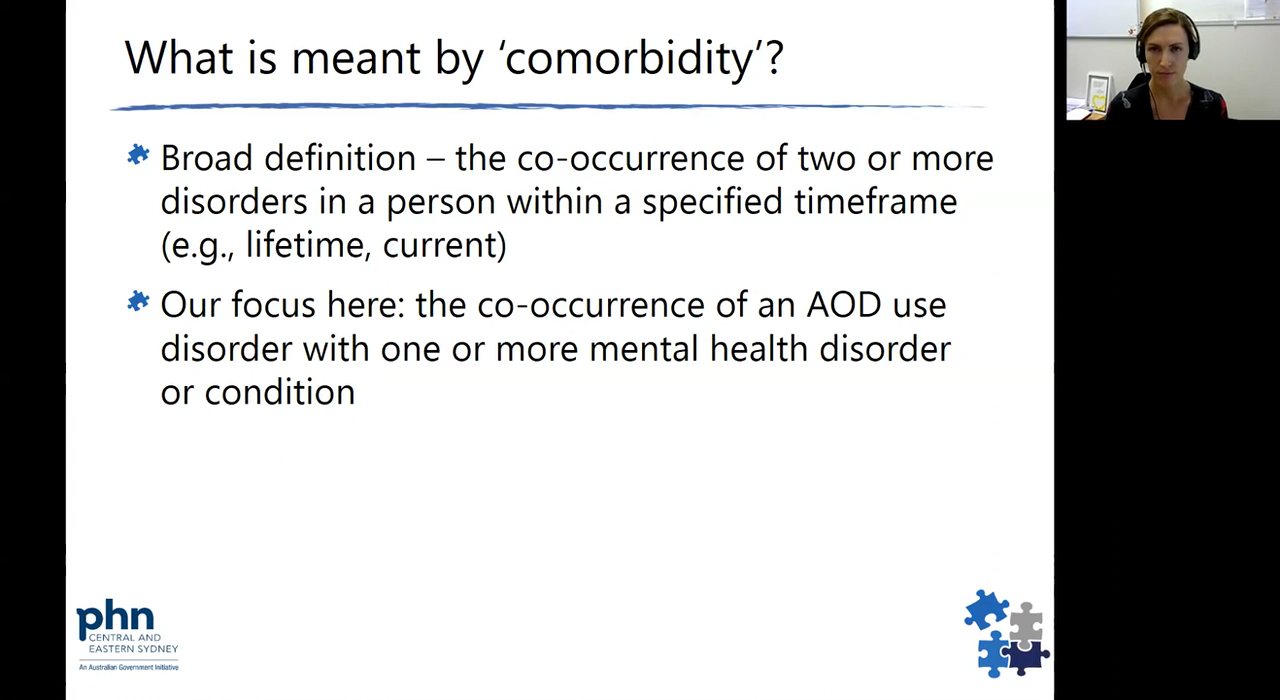 What is meant by ‘comorbidity’?
Broad definition – the co-occurrence of two or more
disorders in a person within a specified timeframe
(e.g., lifetime, current)
Our focus here: the co-occurrence of an AOD use
disorder with one or more mental health disorder
or condition
phn
CENTRAL AND
EASTERN SYDNEY
An Australian Government Initiative